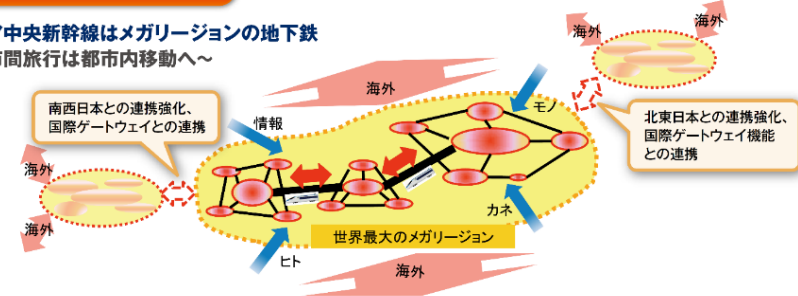 中央新幹線はメガリージョンの地下鉄
間旅行は都市内移動へ～
海外
海外
海外
南西日本との連携強化、
国際ゲートウェイとの連携
情報
モノ
北東日本との連携強化、
国際ゲートウェイ機能
との連携
海外
海外
カネ
世界最大のメガリージョン
ヒト
海外